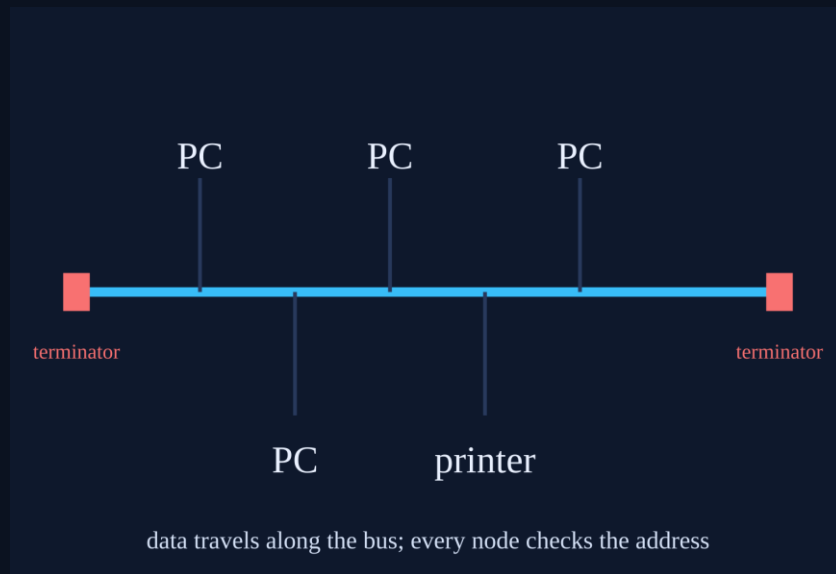 PC PC PC
terminator terminator
PC printer
data travels along the bus; every node checks the address